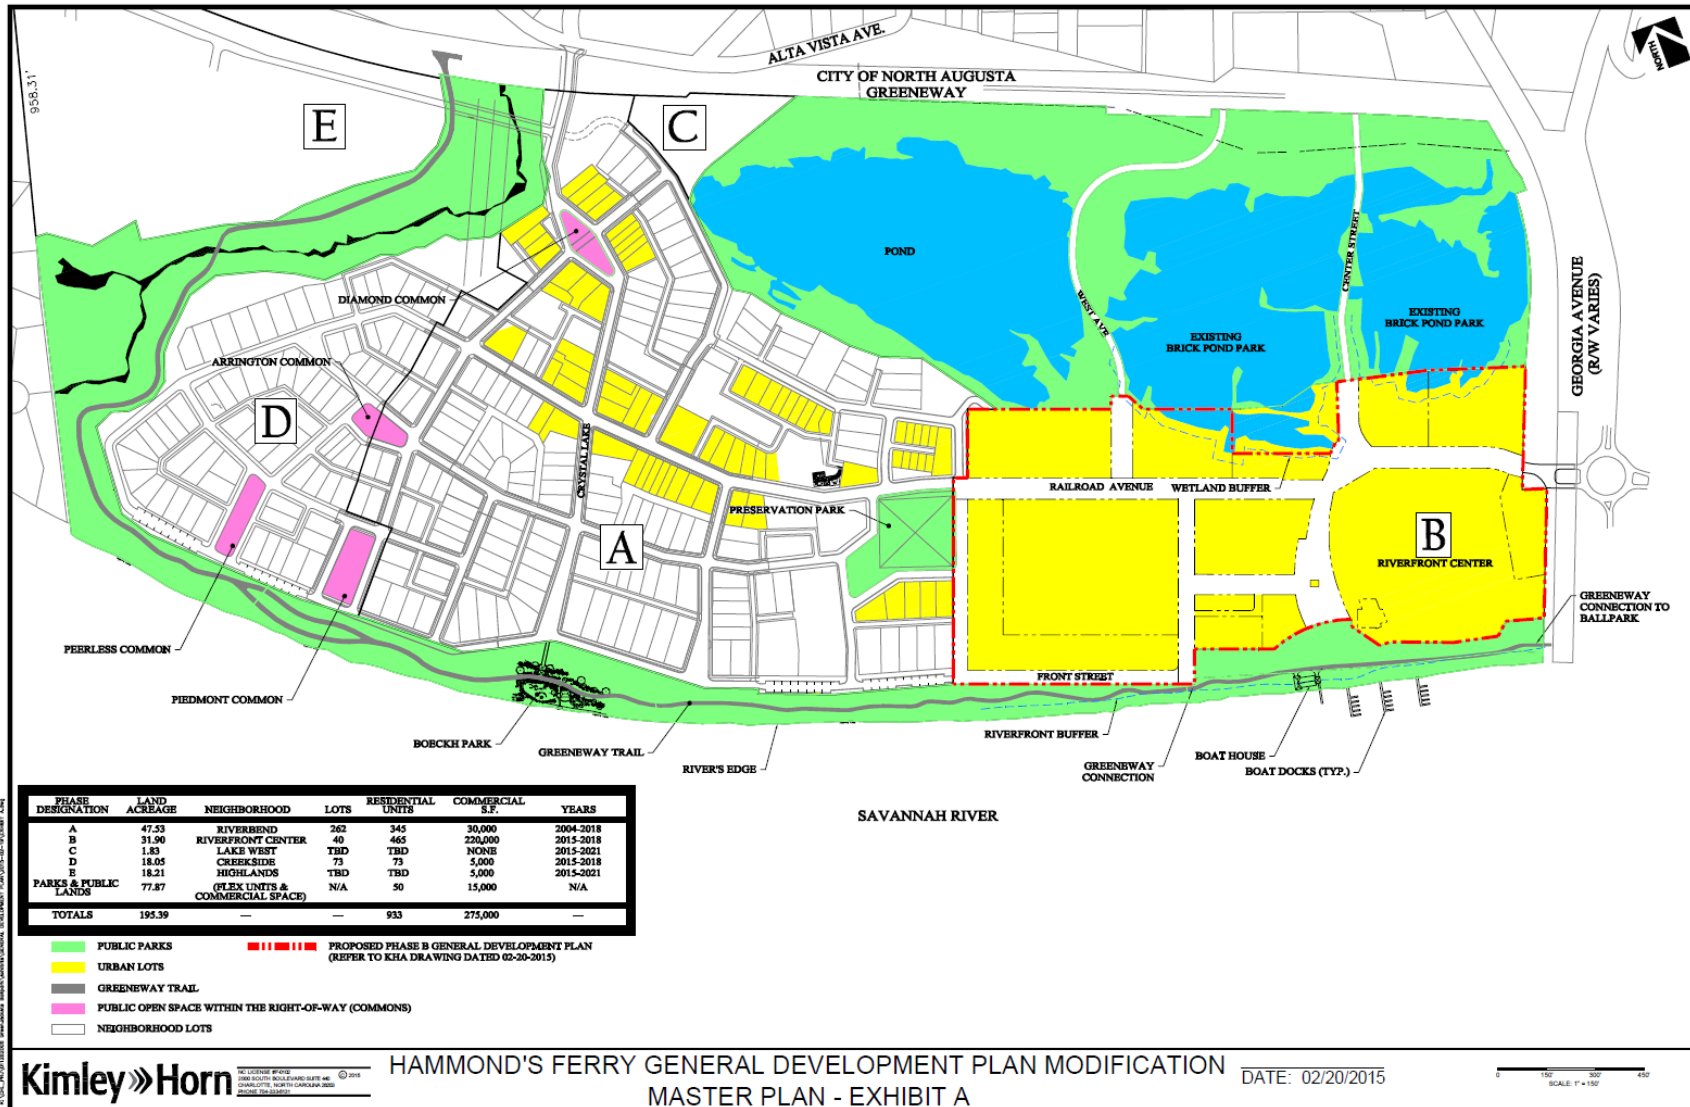 ALTA VISTA AVE.
CITY OF NORTH AUGUSTA
GREENEWAY
NORTH
958.31'
E
C
POND
WEST AVE
CENTER STREET
EXISTING
BRICK POND PARK
EXISTING
BRICK POND PARK
GEORGIA AVENUE
(R/W VARIES)
DIAMOND COMMON
ARRINGTON COMMON
D
CRYSTAL LAKE
RAILROAD AVENUE
WETLAND BUFFER
PRESERVATION PARK
A
B
RIVERFRONT CENTER
GREENEWAY
CONNECTION TO
BALLPARK
PEERLESS COMMON
PIEDMONT COMMON
FRONT STREET
BOECKH PARK
GREENEWAY TRAIL
RIVER'S EDGE
RIVERFRONT BUFFER
GREENEWAY
CONNECTION
BOAT HOUSE
BOAT DOCKS (TYP.)
SAVANNAH RIVER
PHASE DESIGNATION LAND ACREAGE NEIGHBORHOOD LOTS RESIDENTIAL UNITS COMMERCIAL S.F. YEARS
A 47.53 RIVERBEND 262 345 30,000 2004-2018
B 31.90 RIVERFRONT CENTER 40 465 220,000 2015-2018
C 1.83 LAKE WEST TBD TBD NONE 2015-2021
D 18.05 CREEKSIDE 73 73 5,000 2015-2018
E 18.21 HIGHLANDS TBD TBD 5,000 2015-2021
PARKS & PUBLIC LANDS 77.87 (FLEX UNITS & COMMERCIAL SPACE) N/A 50 15,000 N/A
TOTALS 195.39 — — 933 275,000 —
PUBLIC PARKS
PROPOSED PHASE B GENERAL DEVELOPMENT PLAN
(REFER TO KHA DRAWING DATED 02-20-2015)
URBAN LOTS
GREENEWAY TRAIL
PUBLIC OPEN SPACE WITHIN THE RIGHT-OF-WAY (COMMONS)
NEIGHBORHOOD LOTS
Kimley»Horn
© 2015
HAMMOND'S FERRY GENERAL DEVELOPMENT PLAN MODIFICATION
MASTER PLAN - EXHIBIT A
DATE: 02/20/2015
0 150' 300' 450'
SCALE: 1" = 150'